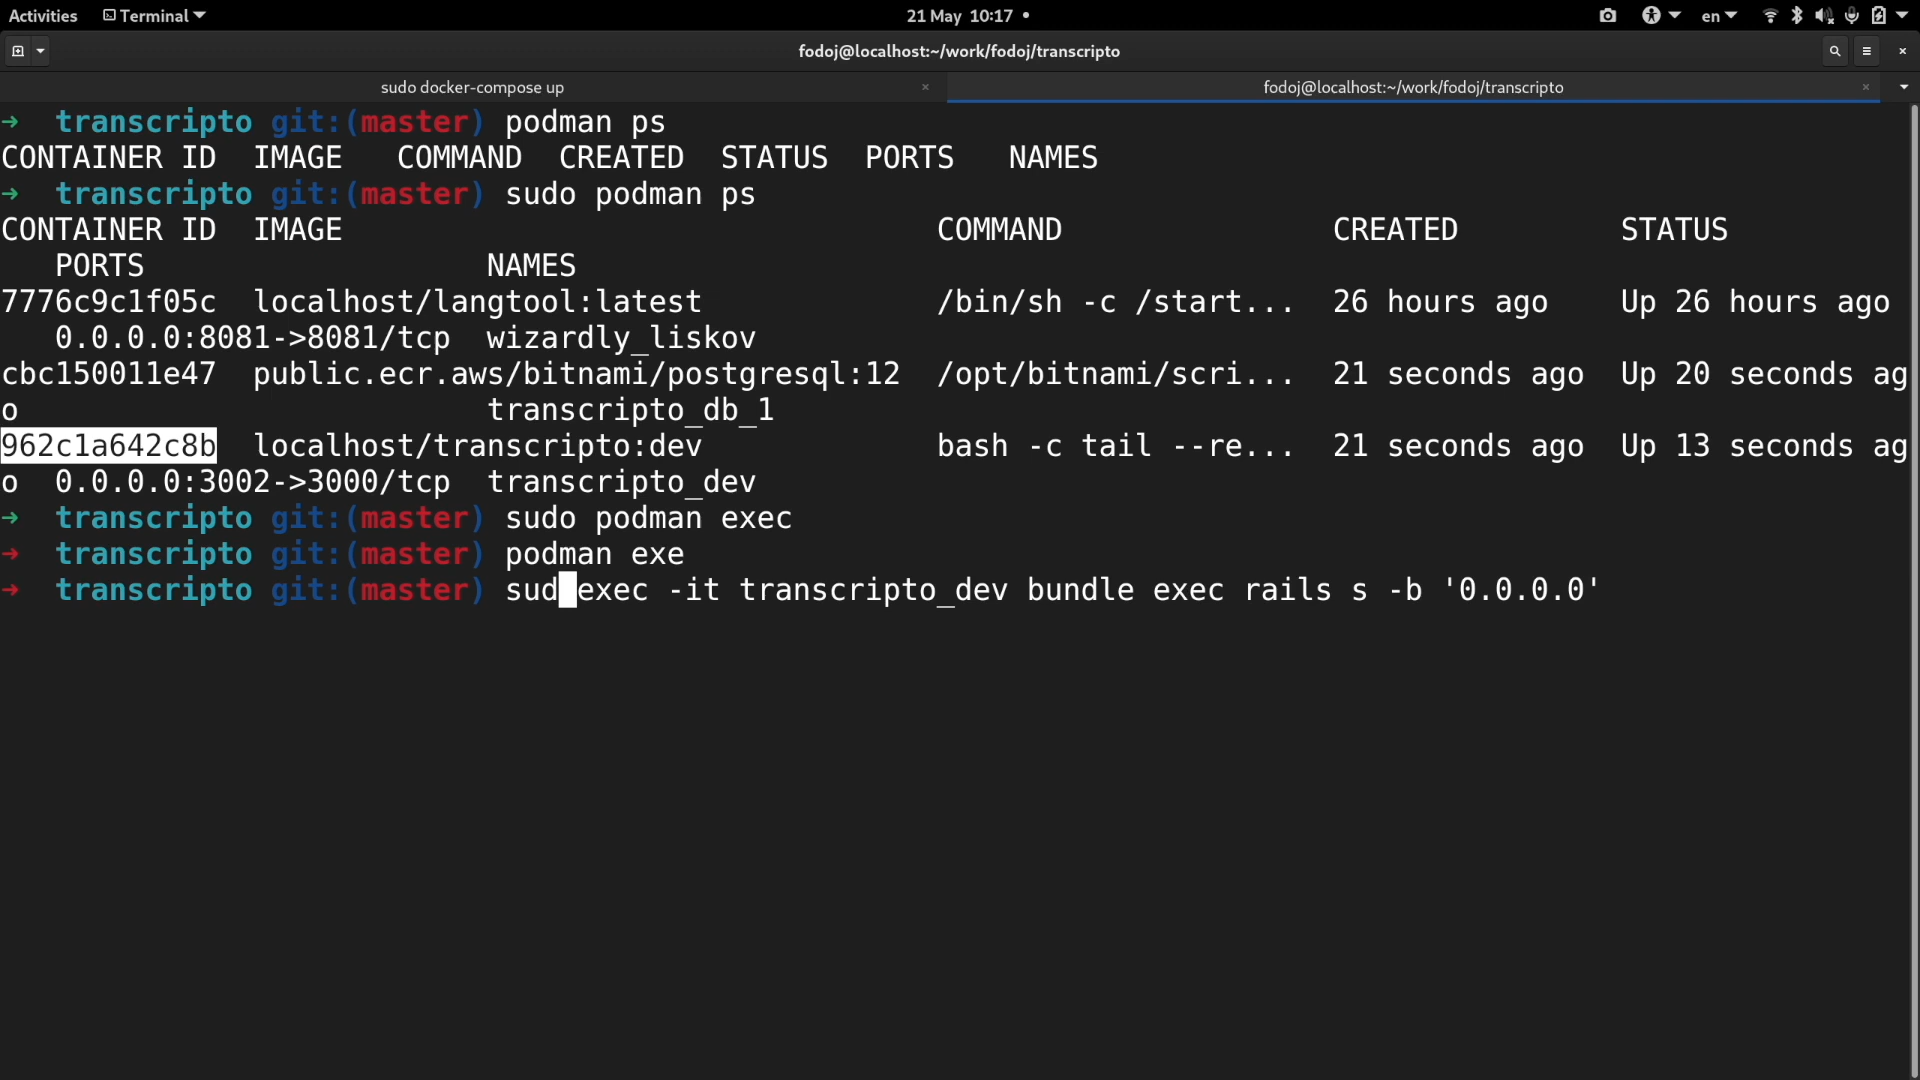 Activities Terminal 21 May 10:17 en
fodoj@localhost:~/work/fodoj/transcripto
sudo docker-compose up × fodoj@localhost:~/work/fodoj/transcripto ×
→ transcripto git:(master) podman ps
CONTAINER ID IMAGE COMMAND CREATED STATUS PORTS NAMES
→ transcripto git:(master) sudo podman ps
CONTAINER ID IMAGE COMMAND CREATED STATUS
PORTS NAMES
7776c9c1f05c localhost/langtool:latest /bin/sh -c /start... 26 hours ago Up 26 hours ago
0.0.0.0:8081->8081/tcp wizardly_liskov
cbc150011e47 public.ecr.aws/bitnami/postgresql:12 /opt/bitnami/scri... 21 seconds ago Up 20 seconds ag
o transcripto_db_1
962c1a642c8b localhost/transcripto:dev bash -c tail --re... 21 seconds ago Up 13 seconds ag
o 0.0.0.0:3002->3000/tcp transcripto_dev
→ transcripto git:(master) sudo podman exec
→ transcripto git:(master) podman exe
→ transcripto git:(master) sud exec -it transcripto_dev bundle exec rails s -b '0.0.0.0'